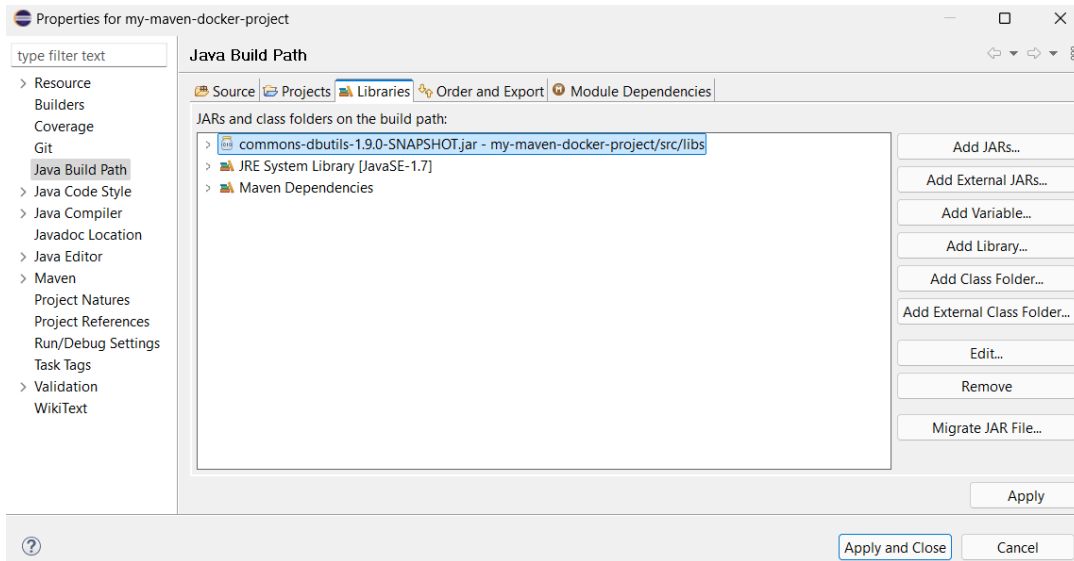 Properties for my-maven-docker-project
type filter text
Resource
Builders
Coverage
Git
Java Build Path
Java Code Style
Java Compiler
Javadoc Location
Java Editor
Maven
Project Natures
Project References
Run/Debug Settings
Task Tags
Validation
WikiText
Java Build Path
Source Projects Libraries Order and Export Module Dependencies
JARs and class folders on the build path:
commons-dbutils-1.9.0-SNAPSHOT.jar - my-maven-docker-project/src/libs
JRE System Library [JavaSE-1.7]
Maven Dependencies
Add JARs...
Add External JARs...
Add Variable...
Add Library...
Add Class Folder...
Add External Class Folder...
Edit...
Remove
Migrate JAR File...
Apply
Apply and Close Cancel